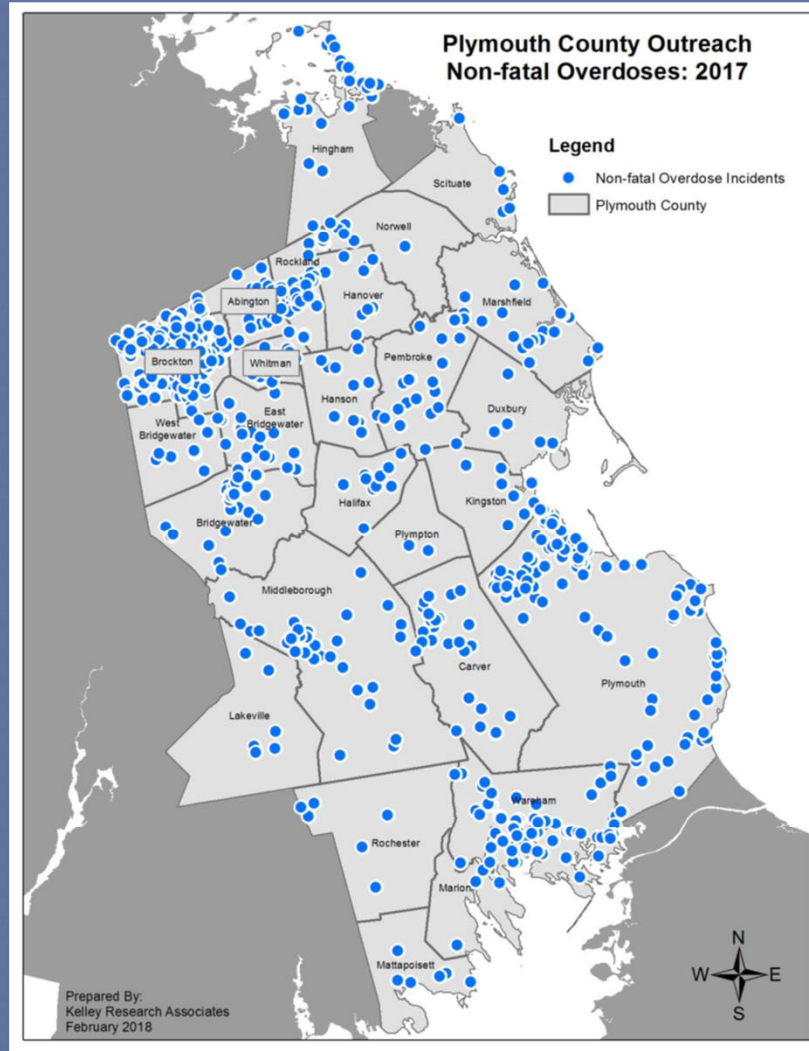 Plymouth County Outreach
Non-fatal Overdoses: 2017
Legend
Non-fatal Overdose Incidents
Plymouth County
Hingham
Scituate
Norwell
Rockland
Abington
Hanover
Marshfield
Brockton
Whitman
Pembroke
Hanson
Duxbury
West
Bridgewater
East
Bridgewater
Halifax
Kingston
Bridgewater
Plympton
Middleborough
Carver
Plymouth
Lakeville
Wareham
Rochester
Marion
Mattapoisett
N
W
E
S
Prepared By:
Kelley Research Associates
February 2018